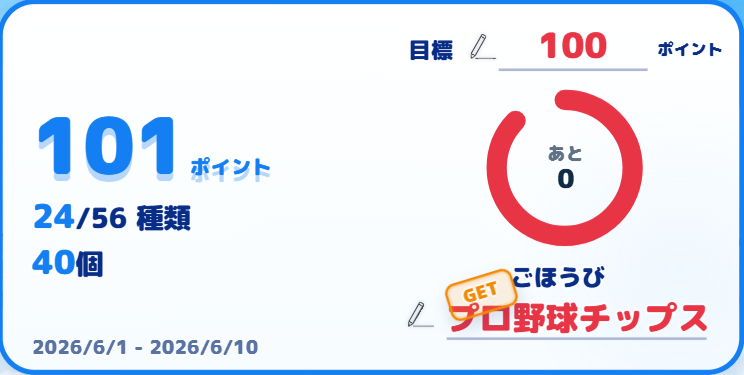 目標 100 ポイント
101 ポイント
24/56 種類
40個
2026/6/1 - 2026/6/10
あと
0
ごほうび
GET
プロ野球チップス